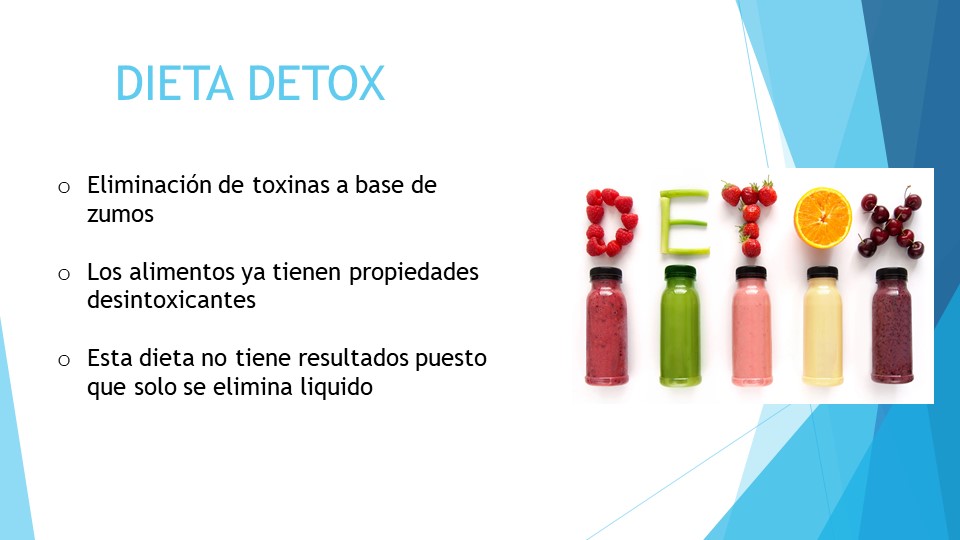 DIETA DETOX
o Eliminación de toxinas a base de
zumos
o Los alimentos ya tienen propiedades
desintoxicantes
o Esta dieta no tiene resultados puesto
que solo se elimina liquido
DETOX